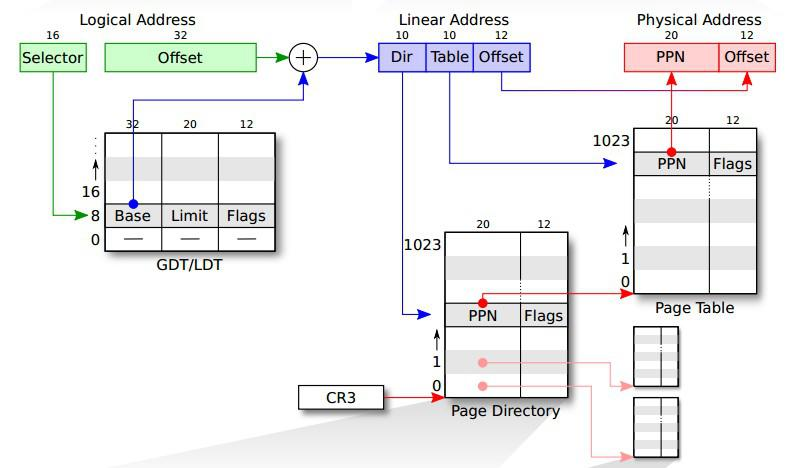 Logical Address
Linear Address
Physical Address
16
32
10
10
12
20
12
Selector
Offset
+
Dir
Table
Offset
PPN
Offset
32
20
12
20
12
1023
PPN
Flags
16
8
Base
Limit
Flags
0
GDT/LDT
20
12
1023
1
0
Page Table
PPN
Flags
1
0
CR3
Page Directory